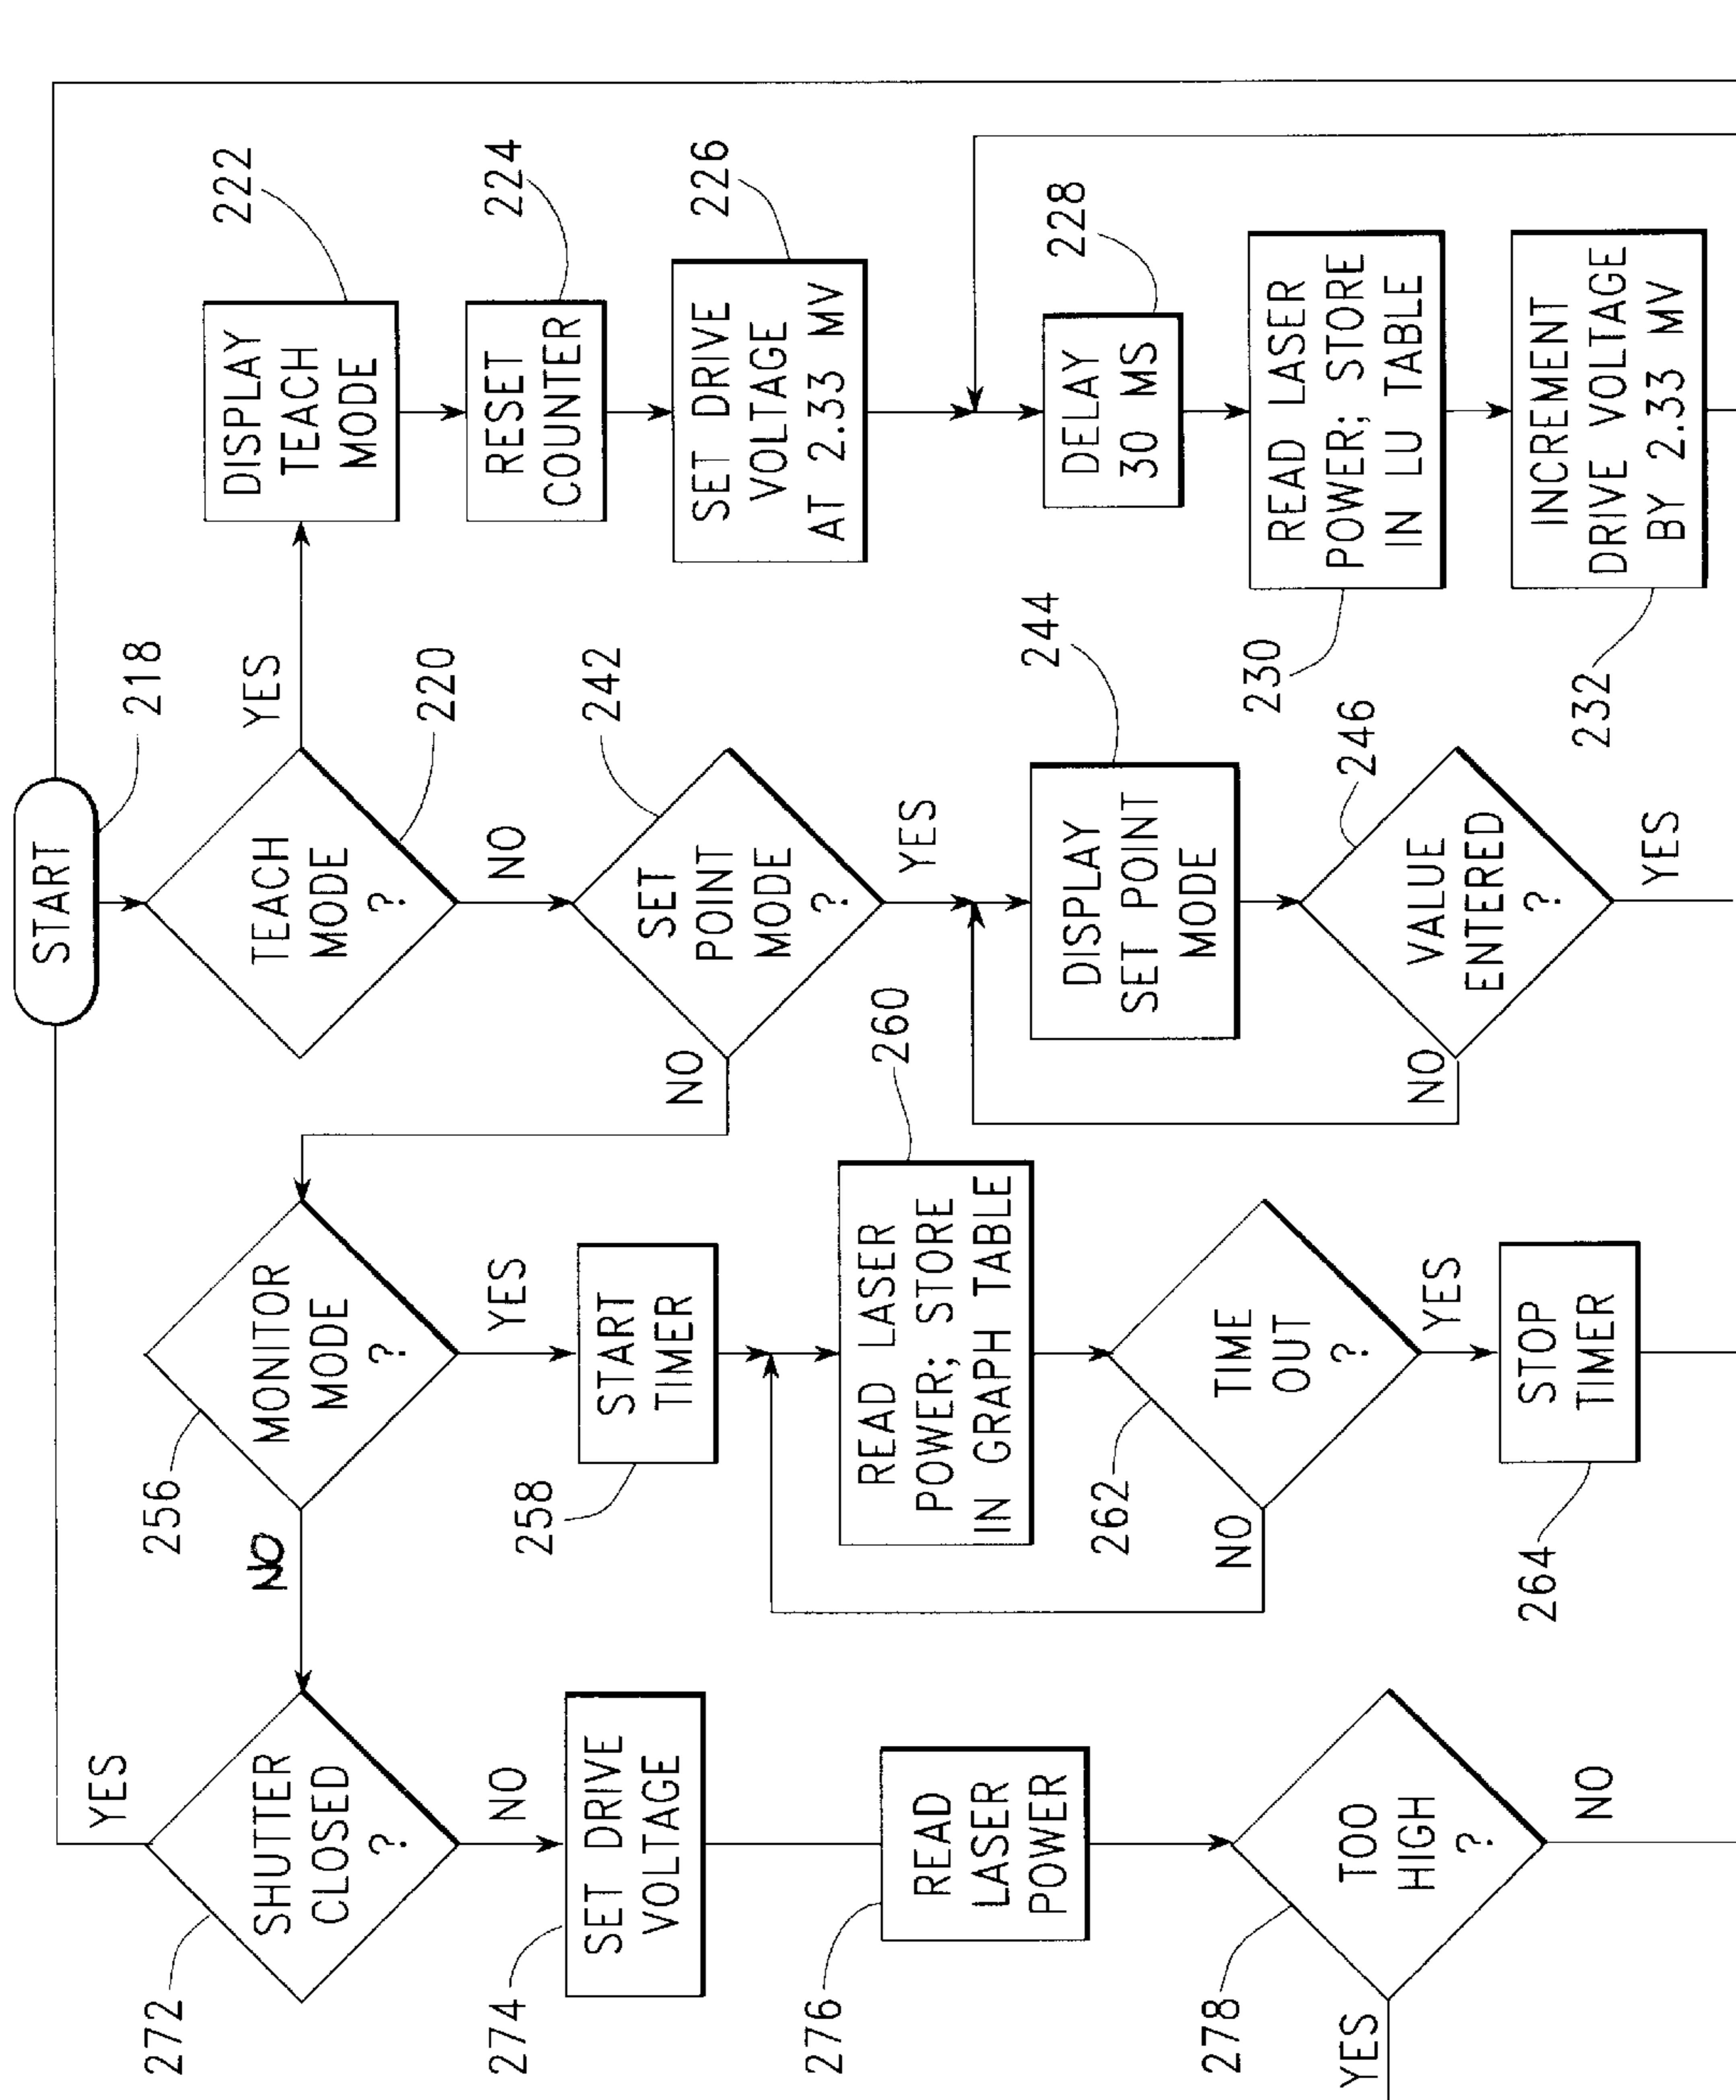 START
218
TEACH
MODE
?
220
YES
DISPLAY
TEACH
MODE
222
RESET
COUNTER
224
SET DRIVE
VOLTAGE
AT 2.33 MV
226
DELAY
30 MS
228
READ LASER
POWER; STORE
IN LU TABLE
230
INCREMENT
DRIVE VOLTAGE
BY 2.33 MV
232
NO
SET
POINT
MODE
?
242
YES
DISPLAY
SET POINT
MODE
244
VALUE
ENTERED
?
246
NO
YES
NO
MONITOR
MODE
?
256
YES
START
TIMER
258
READ LASER
POWER; STORE
IN GRAPH TABLE
260
TIME
OUT
?
262
NO
YES
STOP
TIMER
264
NO
SHUTTER
CLOSED
?
272
YES
NO
SET DRIVE
VOLTAGE
274
READ
LASER
POWER
276
TOO
HIGH
?
278
YES
NO